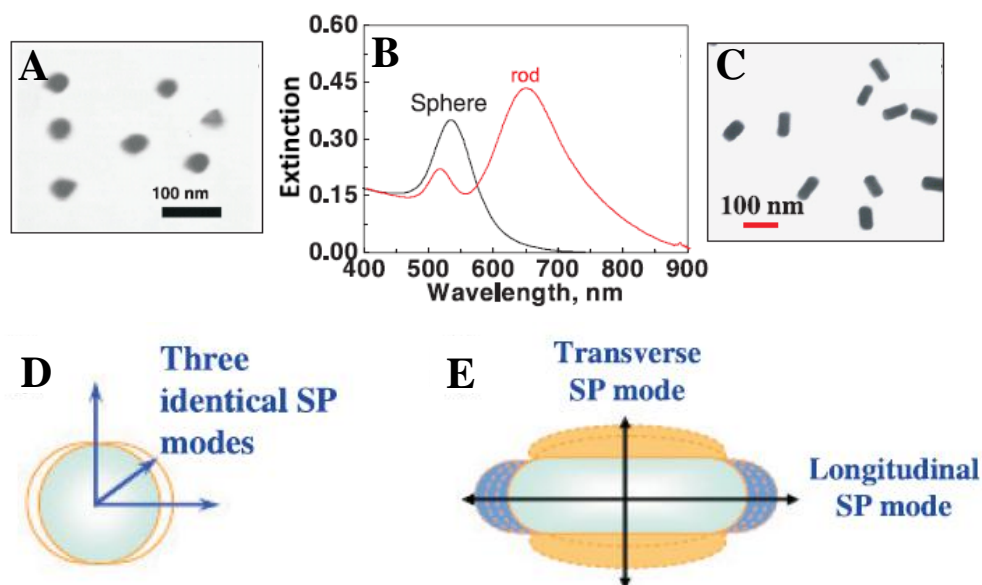 A
100 nm
B
Extinction
0.60
0.45
0.30
0.15
0.00
Sphere
rod
400 500 600 700 800 900
Wavelength, nm
C
100 nm
D
Three
identical SP
modes
E
Transverse
SP mode
Longitudinal
SP mode